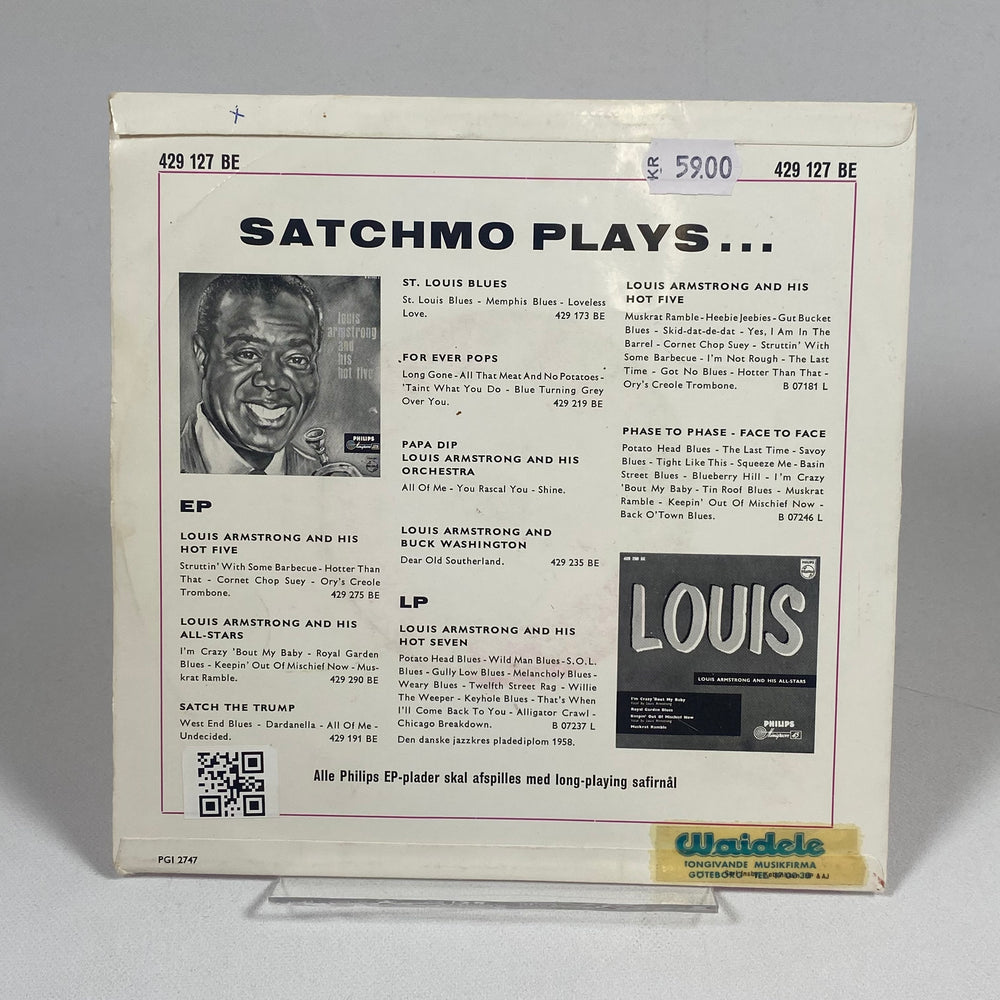 x
429 127 BE
KR 59.00
429 127 BE
SATCHMO PLAYS...
louis
armstrong
and
his
hot five
PHILIPS
EP
LOUIS ARMSTRONG AND HIS
HOT FIVE
Struttin' With Some Barbecue - Hotter Than
That - Cornet Chop Suey - Ory's Creole
Trombone. 429 275 BE
LOUIS ARMSTRONG AND HIS
ALL-STARS
I'm Crazy 'Bout My Baby - Royal Garden
Blues - Keepin' Out Of Mischief Now - Mus-
krat Ramble. 429 290 BE
SATCH THE TRUMP
West End Blues - Dardanella - All Of Me -
Undecided. 429 191 BE
ST. LOUIS BLUES
St. Louis Blues - Memphis Blues - Loveless
Love. 429 173 BE
FOR EVER POPS
Long Gone - All That Meat And No Potatoes -
'Taint What You Do - Blue Turning Grey
Over You. 429 219 BE
PAPA DIP
LOUIS ARMSTRONG AND HIS
ORCHESTRA
All Of Me - You Rascal You - Shine.
LOUIS ARMSTRONG AND
BUCK WASHINGTON
Dear Old Southerland. 429 235 BE
LP
LOUIS ARMSTRONG AND HIS
HOT SEVEN
Potato Head Blues - Wild Man Blues - S.O.L.
Blues - Gully Low Blues - Melancholy Blues -
Weary Blues - Twelfth Street Rag - Willie
The Weeper - Keyhole Blues - That's When
I'll Come Back To You - Alligator Crawl -
Chicago Breakdown. B 07237 L
Den danske jazzkres pladediplom 1958.
LOUIS ARMSTRONG AND HIS
HOT FIVE
Muskrat Ramble - Heebie Jeebies - Gut Bucket
Blues - Skid-dat-de-dat - Yes, I Am In The
Barrel - Cornet Chop Suey - Struttin' With
Some Barbecue - I'm Not Rough - The Last
Time - Got No Blues - Hotter Than That -
Ory's Creole Trombone. B 07181 L
PHASE TO PHASE - FACE TO FACE
Potato Head Blues - The Last Time - Savoy
Blues - Tight Like This - Squeeze Me - Basin
Street Blues - Blueberry Hill - I'm Crazy
'Bout My Baby - Tin Roof Blues - Muskrat
Ramble - Keepin' Out Of Mischief Now -
Back O'Town Blues. B 07246 L
429 290 BE
LOUIS
LOUIS ARMSTRONG AND HIS ALL-STARS
I'm Crazy 'Bout My Baby
Royal Garden Blues
Keepin' Out Of Mischief Now
Muskrat Ramble
PHILIPS
Alle Philips EP-plader skal afspilles med long-playing safirnål
PGI 2747
Waidele
TONGIVANDE MUSIKFIRMA
GÖTEBORG TEL.